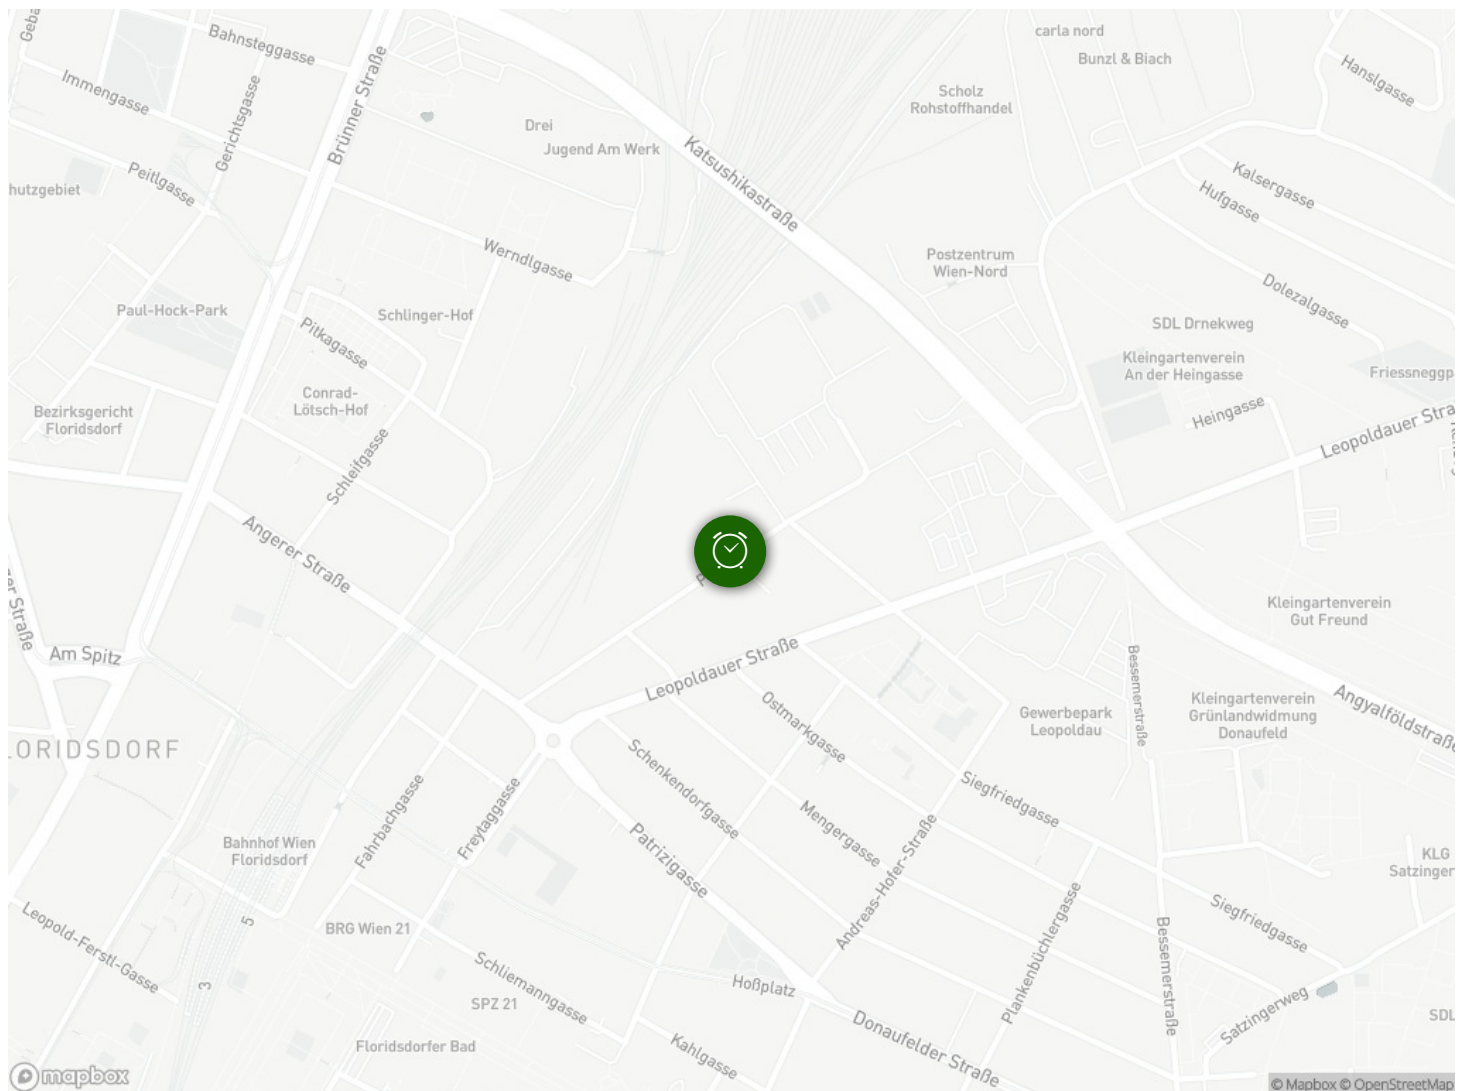 carla nord
Bunzl & Biach
Hanslgasse
Bahnsteggasse
Immengasse
Gerichtsgasse
Brünner Straße
Scholz
Rohstoffhandel
Drei
Jugend Am Werk
Katsushikastraße
Peitlgasse
hutzgebiet
Kalsergasse
Hufgasse
Werndlgasse
Postzentrum
Wien-Nord
Dolezalgasse
Paul-Hock-Park
Schlinger-Hof
Pitkagasse
SDL Drnekweg
Kleingartenverein
An der Heingasse
Friessneggp
Conrad-
Lötsch-Hof
Bezirksgericht
Floridsdorf
Heingasse
Leopoldauer Stra
Schleifgasse
Angerer Straße
Kleingartenverein
Gut Freund
er Straße
Am Spitz
Leopoldauer Straße
Bessemerstraße
Ostmarkgasse
Gewerbepark
Leopoldau
Kleingartenverein
Grünlandwidmung
Donaufeld
Angyalföldstraße
LORIDSDORF
Schenkendorfgasse
Siegfriedgasse
Mengergasse
Fahrbachgasse
Freytaggasse
Patrizigasse
Bahnhof Wien
Floridsdorf
KLG
Satzinger
Andreas-Hofer-Straße
Plankenbüchlergasse
Siegfriedgasse
Leopold-Ferstl-Gasse
5
BRG Wien 21
Bessemerstraße
Schliemanngasse
3
Hoßplatz
SPZ 21
Satzingerweg
SDL
Donaufelder Straße
Kahlgasse
Floridsdorfer Bad
mapbox
© Mapbox © OpenStreetMap